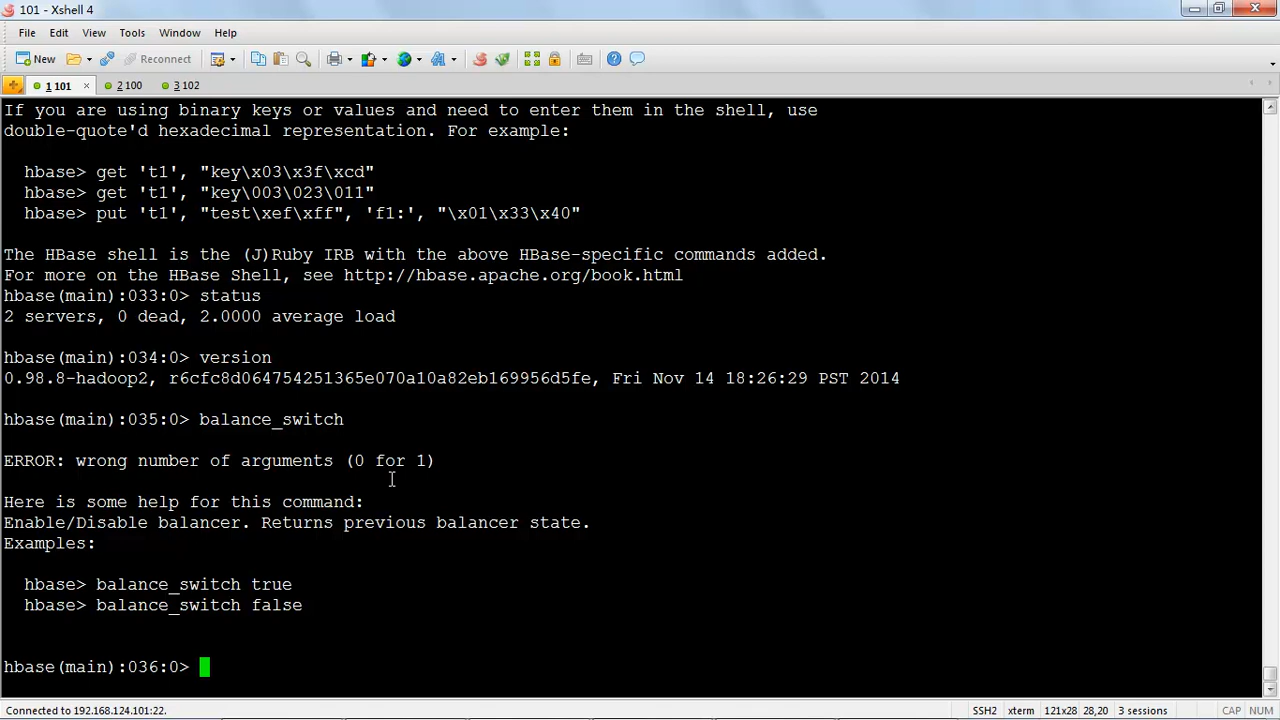 101 - Xshell 4
File Edit View Tools Window Help
New Reconnect
1 101 2 100 3 102
If you are using binary keys or values and need to enter them in the shell, use
double-quote'd hexadecimal representation. For example:
hbase> get 't1', "key\x03\x3f\xcd"
hbase> get 't1', "key\003\023\011"
hbase> put 't1', "test\xef\xff", 'f1:', "\x01\x33\x40"
The HBase shell is the (J)Ruby IRB with the above HBase-specific commands added.
For more on the HBase Shell, see http://hbase.apache.org/book.html
hbase(main):033:0> status
2 servers, 0 dead, 2.0000 average load
hbase(main):034:0> version
0.98.8-hadoop2, r6cfc8d064754251365e070a10a82eb169956d5fe, Fri Nov 14 18:26:29 PST 2014
hbase(main):035:0> balance_switch
ERROR: wrong number of arguments (0 for 1)
Here is some help for this command:
Enable/Disable balancer. Returns previous balancer state.
Examples:
hbase> balance_switch true
hbase> balance_switch false
hbase(main):036:0>
Connected to 192.168.124.101:22. SSH2 xterm 121x28 28,20 3 sessions CAP NUM